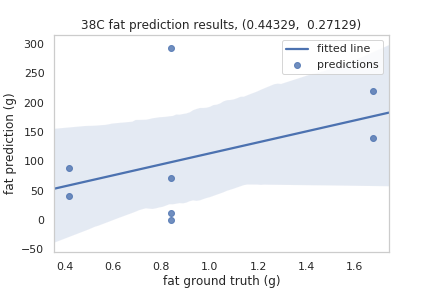 38C fat prediction results, (0.44329,  0.27129)
fitted line
predictions
300
250
200
150
100
50
0
−50
fat prediction (g)
0.4 0.6 0.8 1.0 1.2 1.4 1.6
fat ground truth (g)